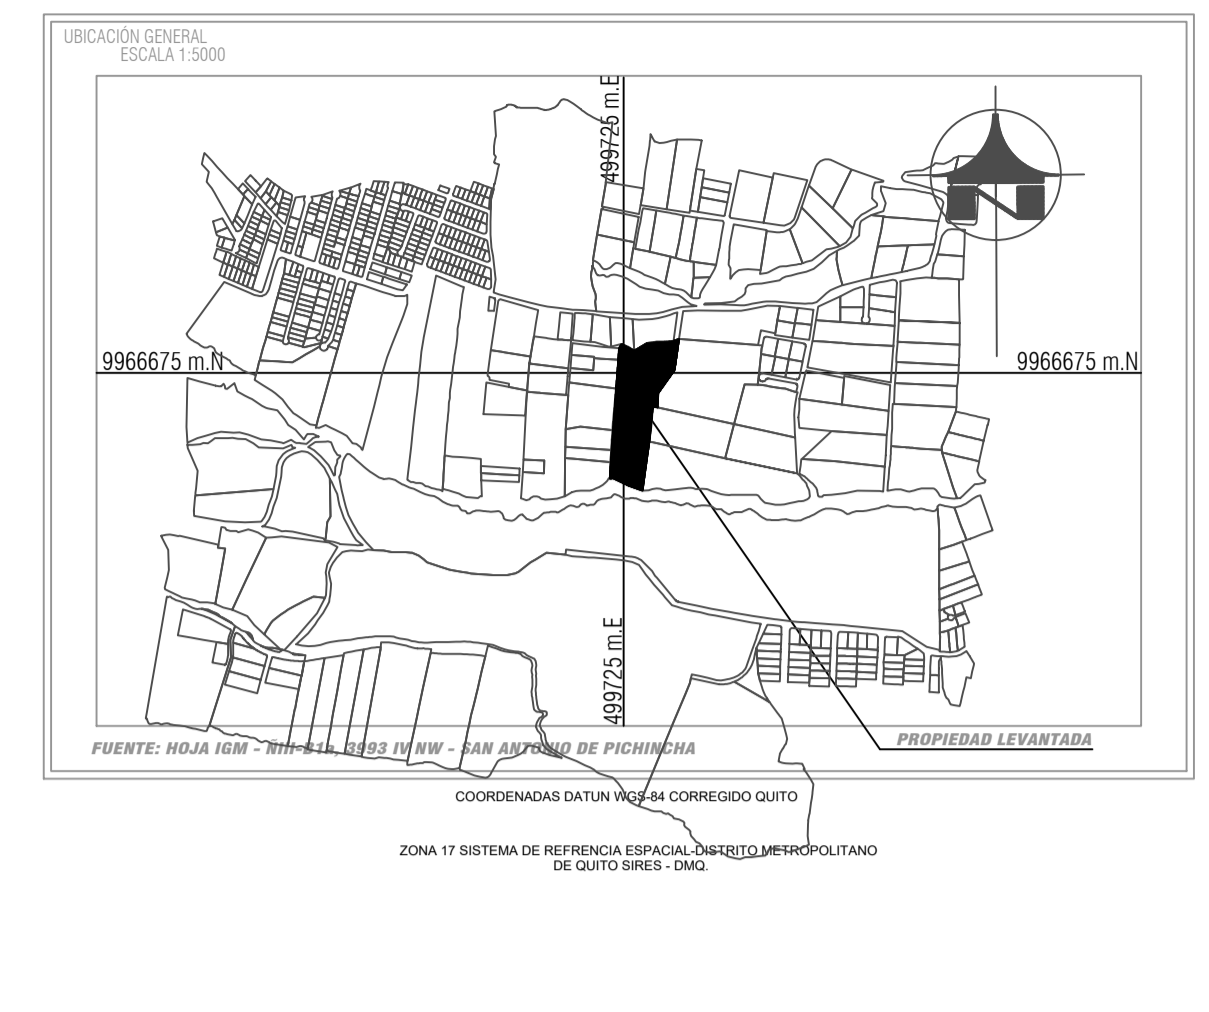 UBICACIÓN GENERAL
ESCALA 1:5000
499725 m.E
9966675 m.N
9966675 m.N
499725 m.E
PROPIEDAD LEVANTADA
FUENTE: HOJA IGM - ÑIII-B1a, 3993 IV NW - SAN ANTONIO DE PICHINCHA
COORDENADAS DATUN WGS-84 CORREGIDO QUITO
ZONA 17 SISTEMA DE REFRENCIA ESPACIAL-DISTRITO METROPOLITANO
DE QUITO SIRES - DMQ.